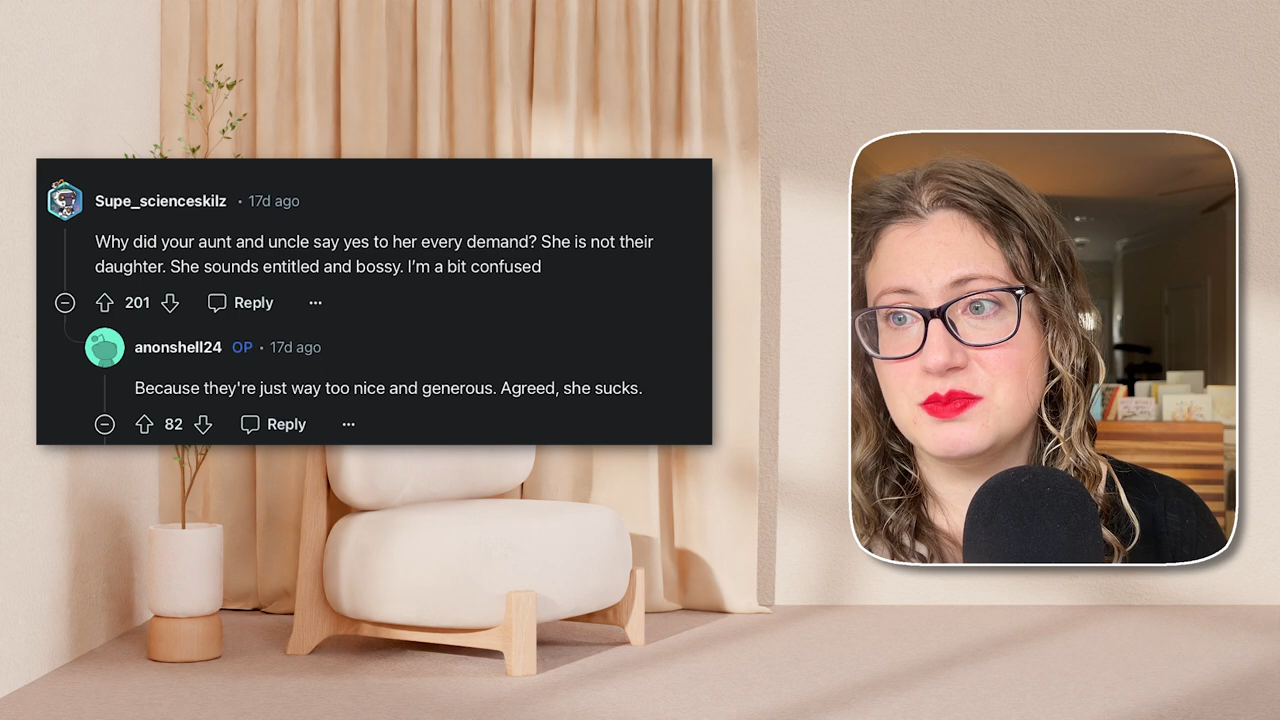 Supe_scienceskilz • 17d ago
Why did your aunt and uncle say yes to her every demand? She is not their
daughter. She sounds entitled and bossy. I'm a bit confused
201 Reply ...
anonshell24 OP • 17d ago
Because they're just way too nice and generous. Agreed, she sucks.
82 Reply ...